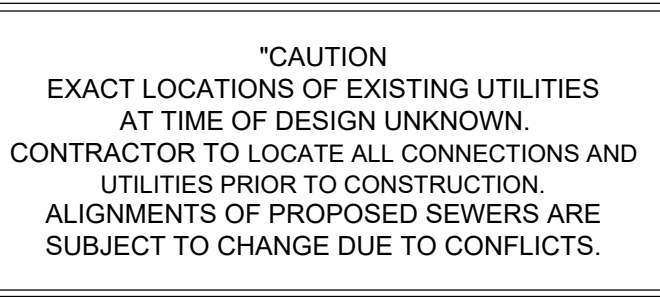 "CAUTION
EXACT LOCATIONS OF EXISTING UTILITIES
AT TIME OF DESIGN UNKNOWN.
CONTRACTOR TO LOCATE ALL CONNECTIONS AND
UTILITIES PRIOR TO CONSTRUCTION.
ALIGNMENTS OF PROPOSED SEWERS ARE
SUBJECT TO CHANGE DUE TO CONFLICTS.